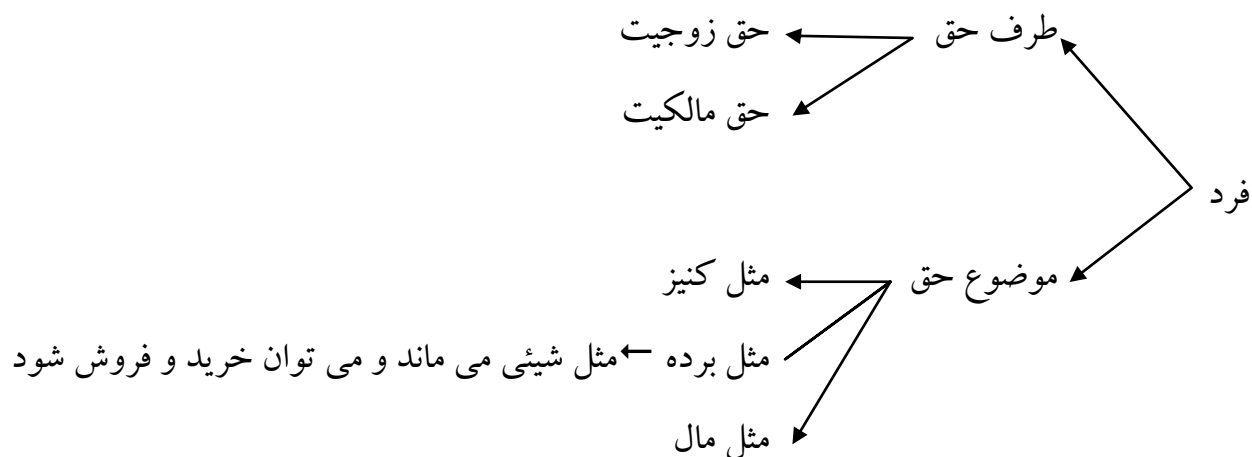 طرف حق حق زوجیت
حق مالکیت
فرد
موضوع حق مثل کنیز
مثل برده ←مثل شیئی می ماند و می توان خرید و فروش شود
مثل مال